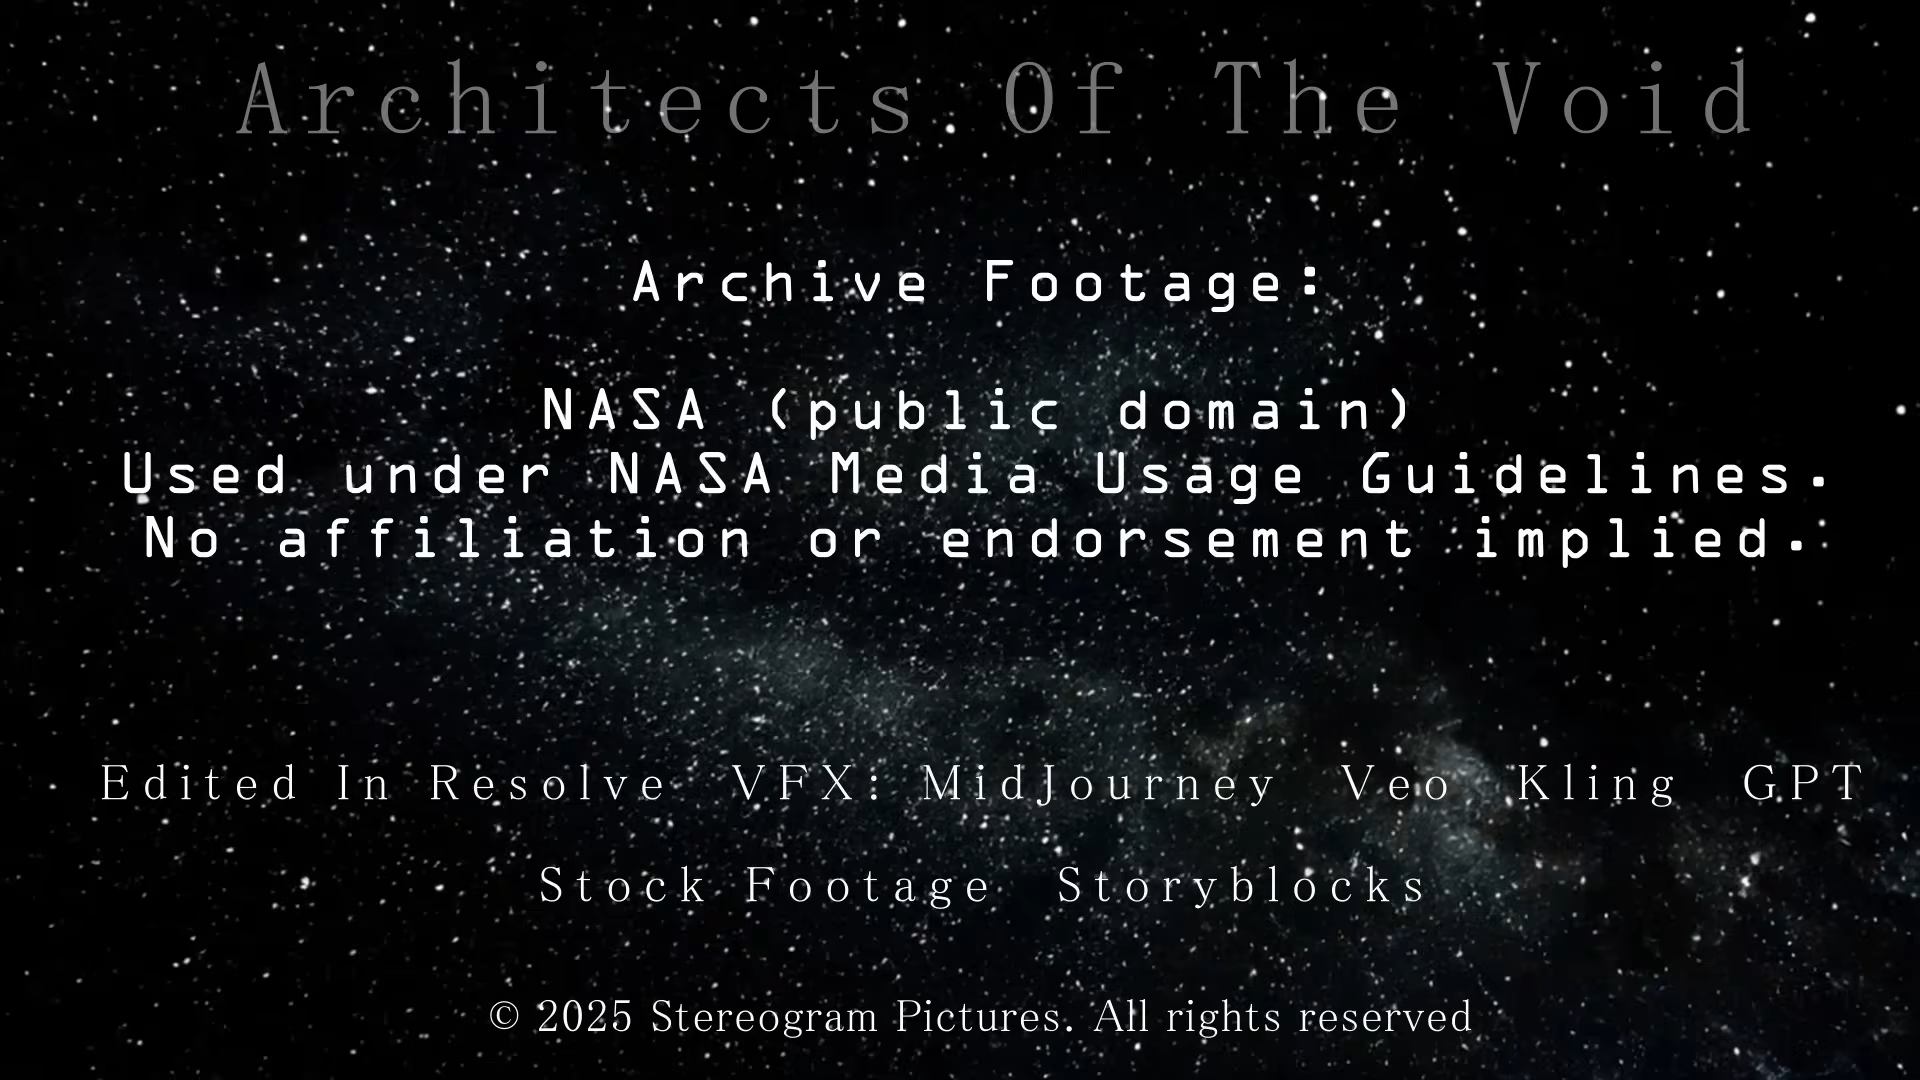 Architects Of The Void
Archive Footage:
NASA (public domain)
Used under NASA Media Usage Guidelines.
No affiliation or endorsement implied.
Edited In Resolve VFX: MidJourney Veo Kling GPT
Stock Footage Storyblocks
© 2025 Stereogram Pictures. All rights reserved